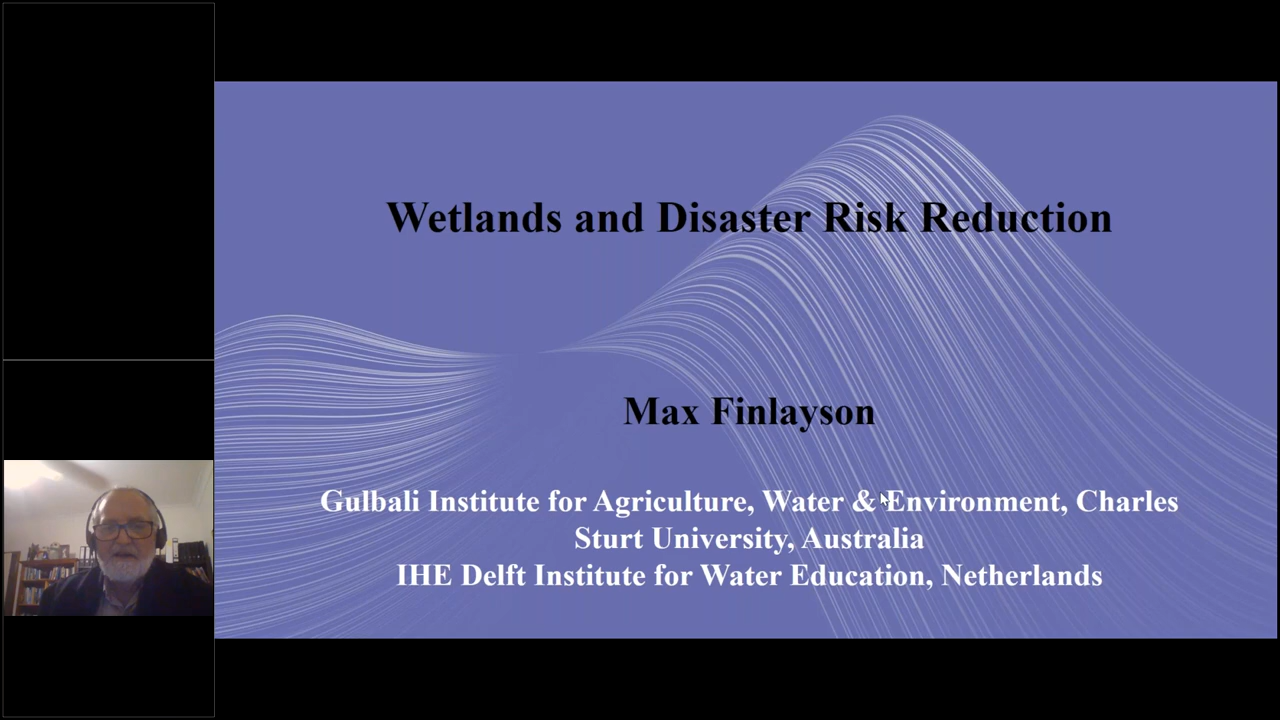 Wetlands and Disaster Risk Reduction
Max Finlayson
Gulbali Institute for Agriculture, Water & Environment, Charles
Sturt University, Australia
IHE Delft Institute for Water Education, Netherlands